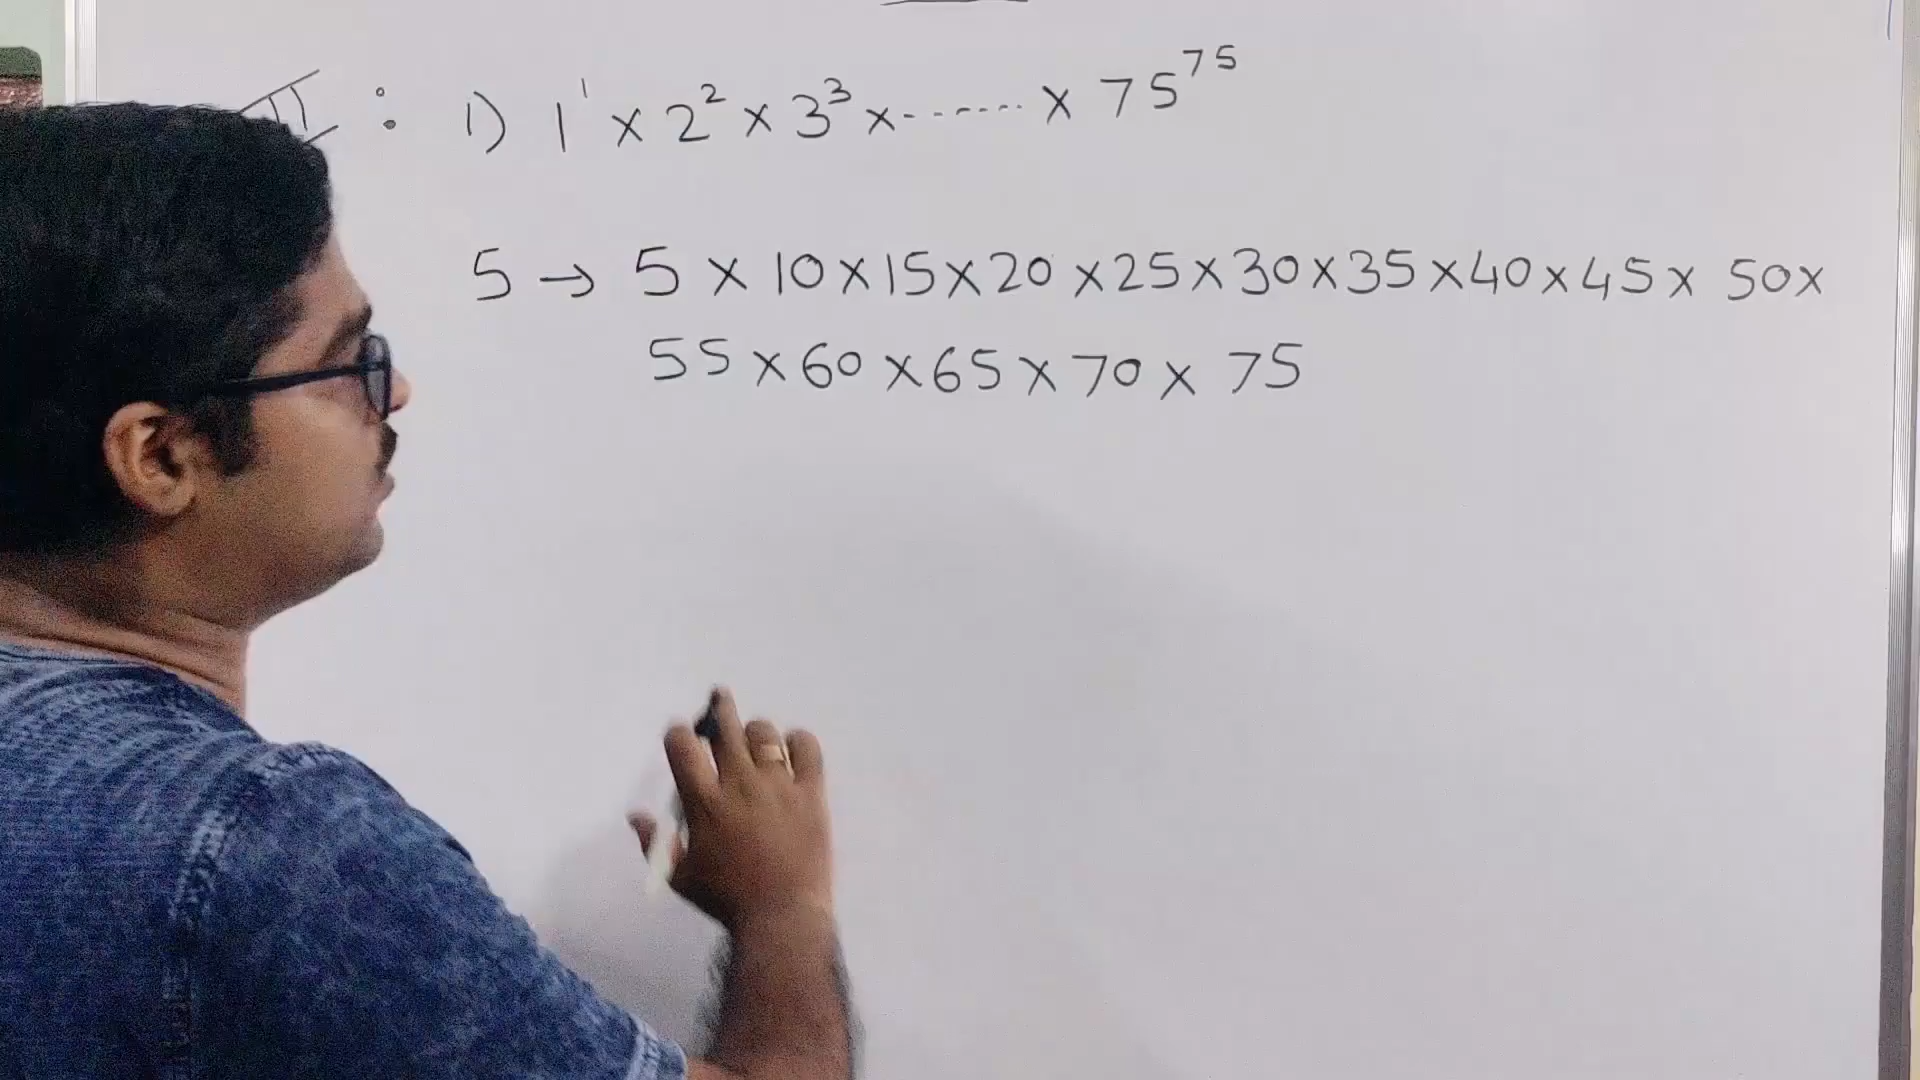 II : 1) 1¹ × 2² × 3³ × ------- × 75⁷⁵
5 → 5 × 10 × 15 × 20 × 25 × 30 × 35 × 40 × 45 × 50 ×
55 × 60 × 65 × 70 × 75